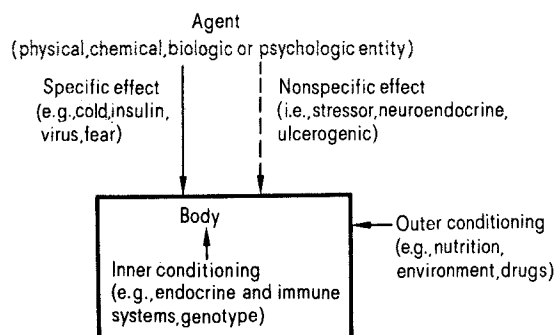 Agent
(physical,chemical,biologic or psychologic entity)
Specific effect
(e.g.,cold,insulin,
virus,fear)
Nonspecific effect
(i.e.,stressor,neuroendocrine,
ulcerogenic)
Body
Inner conditioning
(e.g.,endocrine and immune
systems,genotype)
Outer conditioning
(e.g.,nutrition,
environment,drugs)